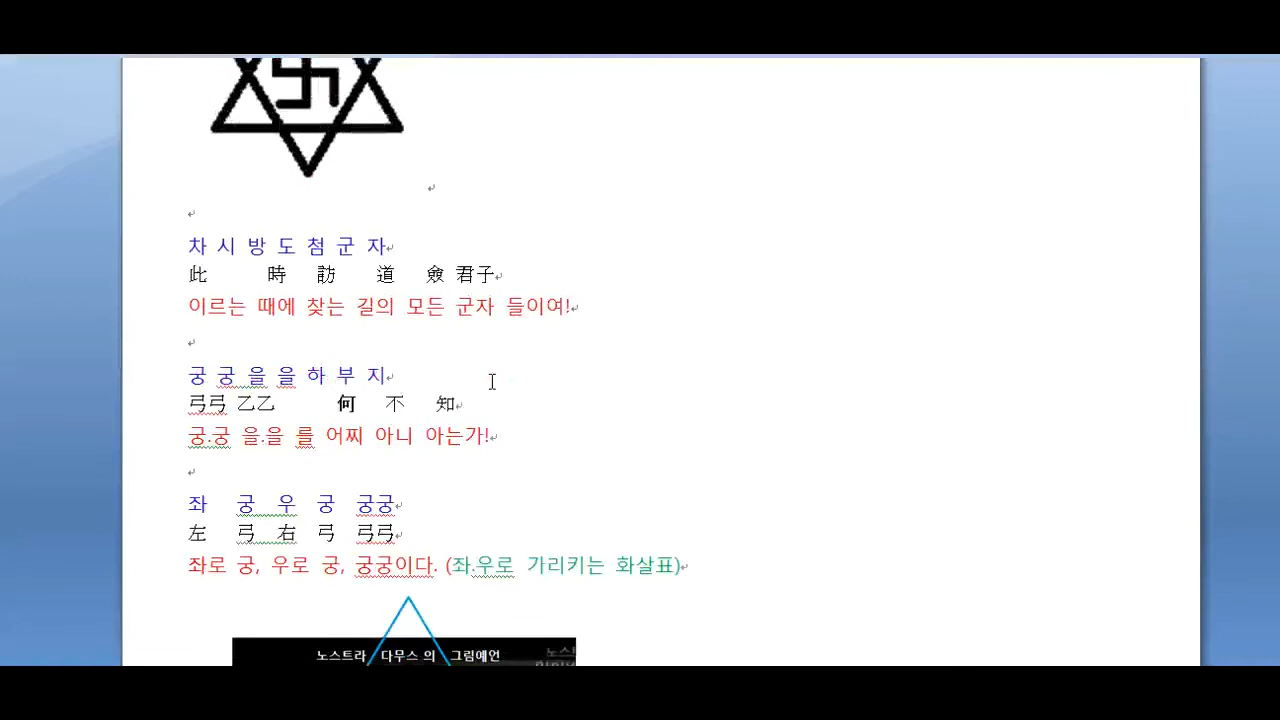 차 시 방 도 첨 군 자
此 時 訪 道 僉 君子
이르는 때에 찾는 길의 모든 군자 들이여!
궁 궁 을 을 하 부 지
弓弓 乙乙 何 不 知
궁.궁 을.을 를 어찌 아니 아는가!
좌 궁 우 궁 궁궁
左 弓 右 弓 弓弓
좌로 궁, 우로 궁, 궁궁이다. (좌.우로 가리키는 화살표)
노스트라 다무스 의 그림예언